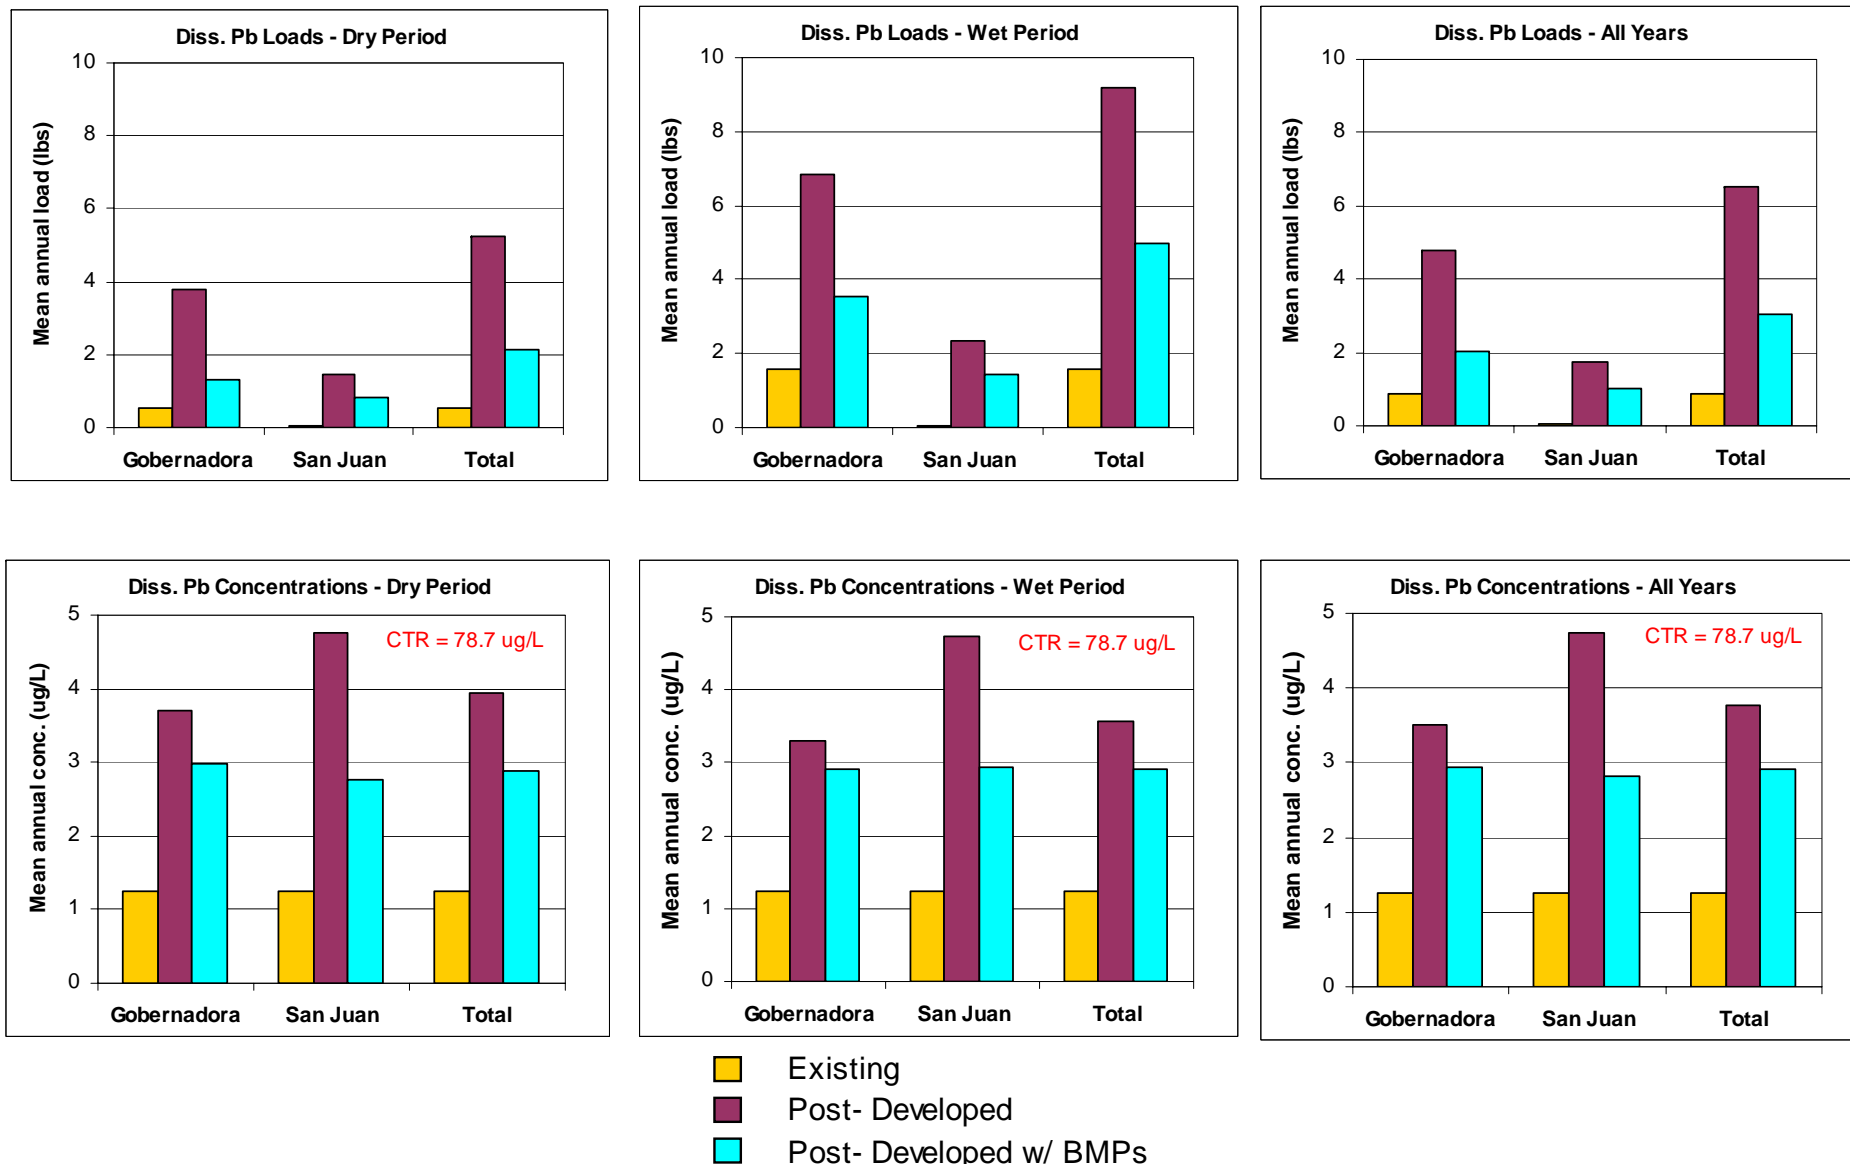 Diss. Pb Loads - Dry Period
Mean annual load (lbs)
10
8
6
4
2
0
Gobernadora San Juan Total
Diss. Pb Loads - Wet Period
Mean annual load (lbs)
10
8
6
4
2
0
Gobernadora San Juan Total
Diss. Pb Loads - All Years
Mean annual load (lbs)
10
8
6
4
2
0
Gobernadora San Juan Total
Diss. Pb Concentrations - Dry Period
CTR = 78.7 ug/L
Mean annual conc. (ug/L)
5
4
3
2
1
0
Gobernadora San Juan Total
Diss. Pb Concentrations - Wet Period
CTR = 78.7 ug/L
Mean annual conc. (ug/L)
5
4
3
2
1
0
Gobernadora San Juan Total
Diss. Pb Concentrations - All Years
CTR = 78.7 ug/L
Mean annual conc. (ug/L)
5
4
3
2
1
0
Gobernadora San Juan Total
Existing
Post- Developed
Post- Developed w/ BMPs